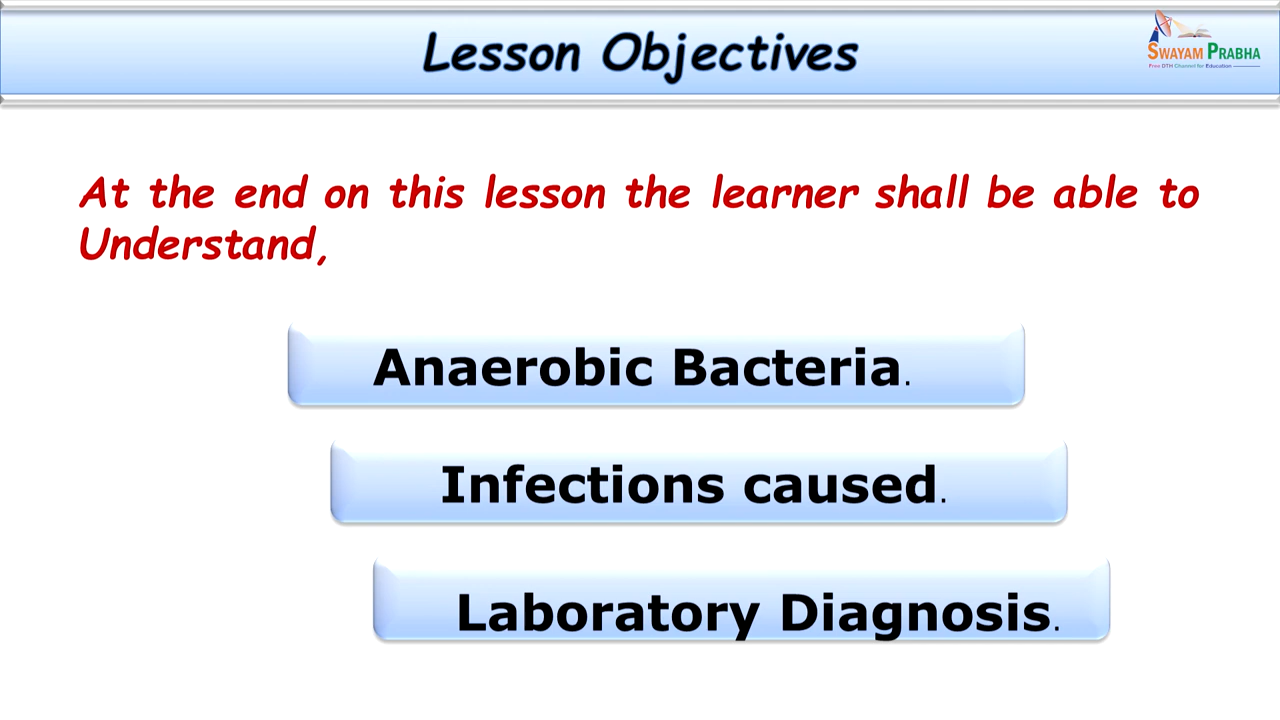 Lesson Objectives
SWAYAM PRABHA
Free DTH Channel for Education
At the end on this lesson the learner shall be able to
Understand,
Anaerobic Bacteria.
Infections caused.
Laboratory Diagnosis.